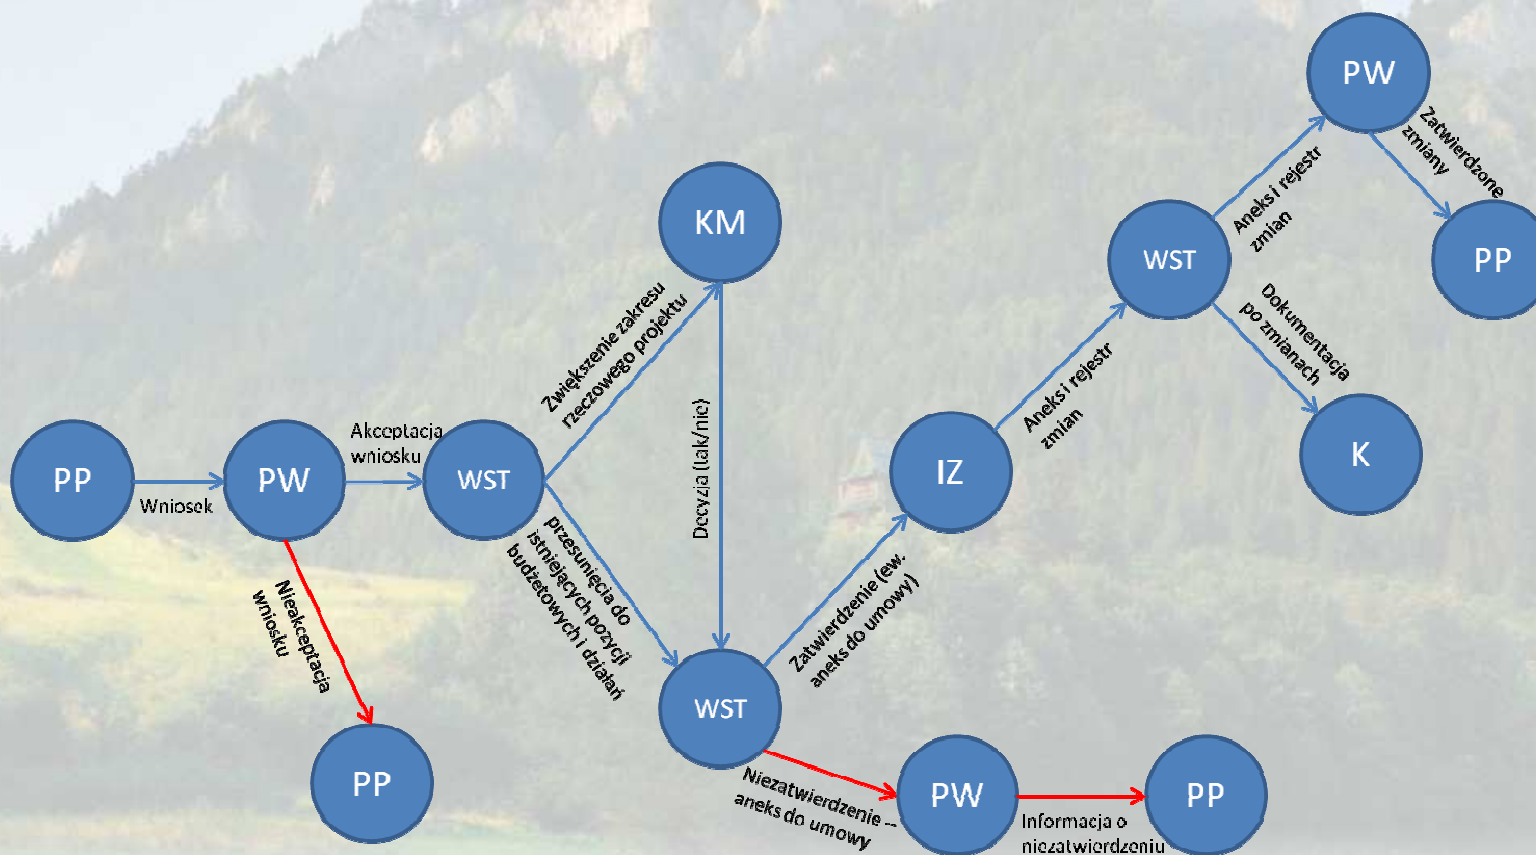 PP
Wniosek
PW
Akceptacja
wniosku
Nieakceptacja
wniosku
PP
WST
Zwiększenie zakresu
rzeczowego projektu
KM
Decyzja (tak/nie)
przesunięcia do
istniejących pozycji
budżetowych i działań
WST
Zatwierdzenie (ew.
aneks do umowy)
Niezatwierdzenie –
aneks do umowy
PW
Informacja o
niezatwierdzeniu
PP
IZ
Aneks i rejestr
zmian
WST
Aneks i rejestr
zmian
PW
Zatwierdzone
zmiany
PP
Dokumentacja
po zmianach
K